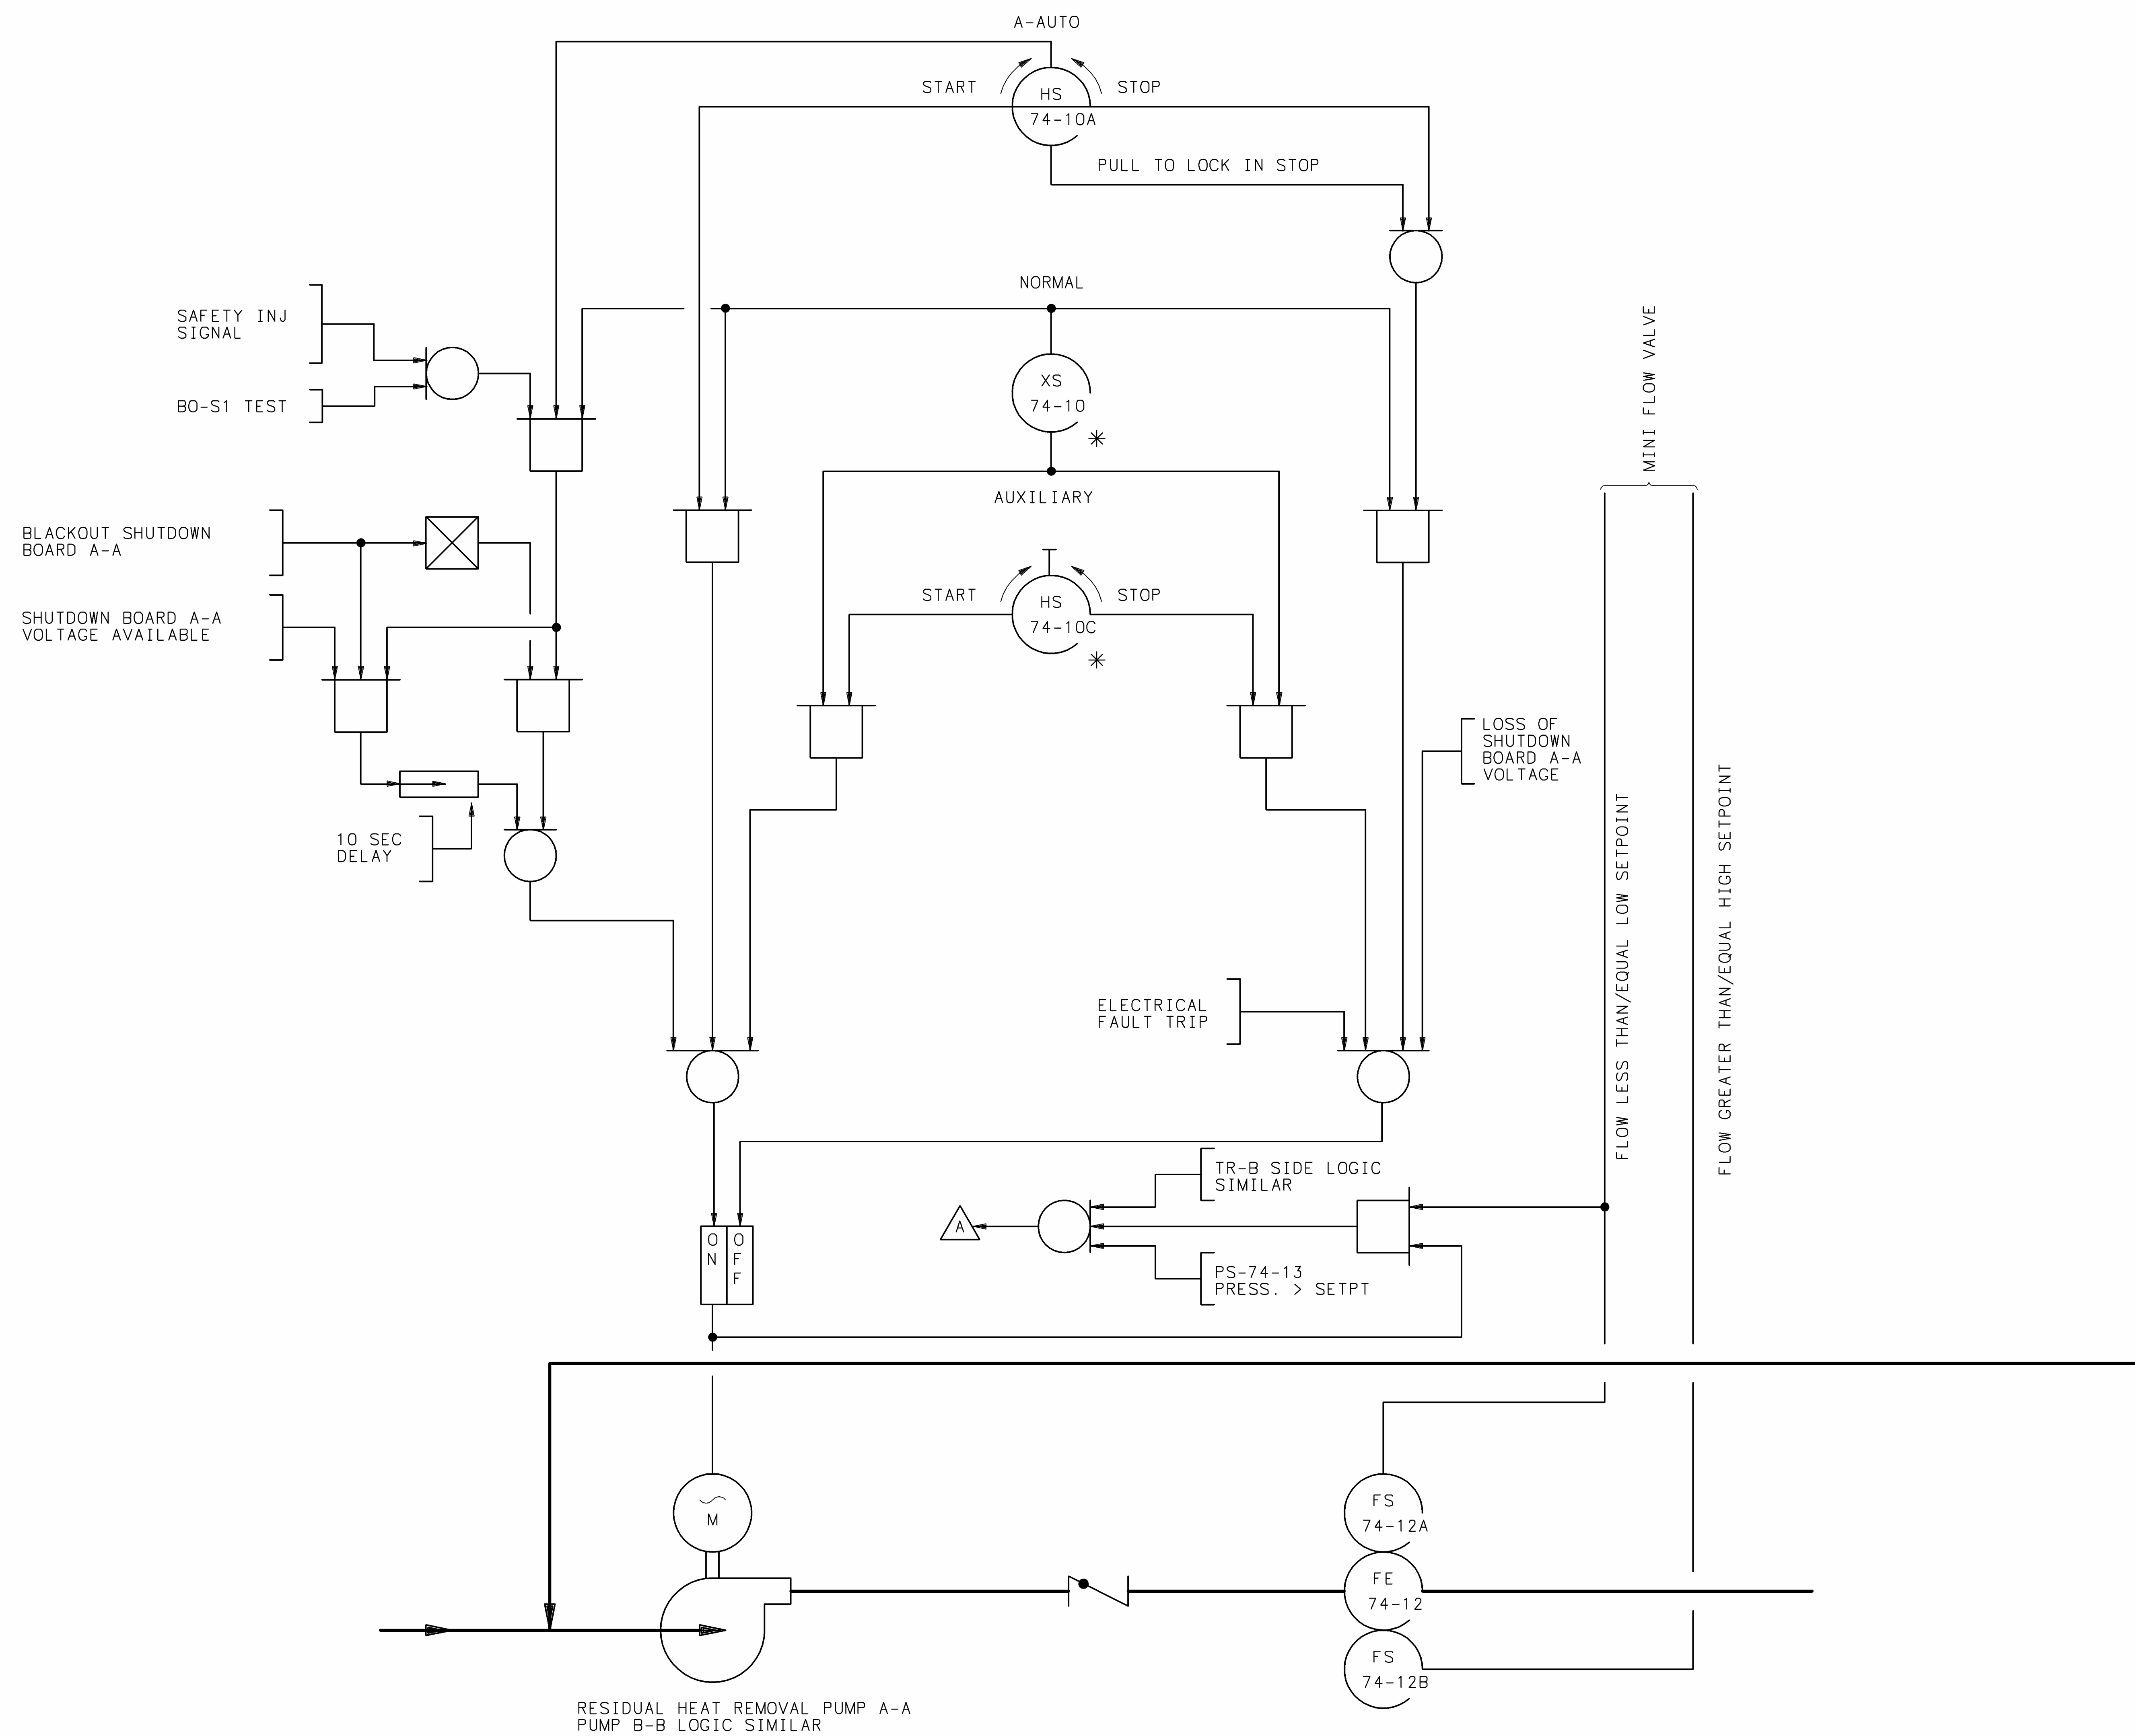 A-AUTO
START
STOP
HS
74-10A
PULL TO LOCK IN STOP
NORMAL
SAFETY INJ
SIGNAL
BO-S1 TEST
XS
74-10
*
AUXILIARY
BLACKOUT SHUTDOWN
BOARD A-A
SHUTDOWN BOARD A-A
VOLTAGE AVAILABLE
START
STOP
HS
74-10C
*
MINI FLOW VALVE
LOSS OF
SHUTDOWN
BOARD A-A
VOLTAGE
FLOW LESS THAN/EQUAL LOW SETPOINT
FLOW GREATER THAN/EQUAL HIGH SETPOINT
10 SEC
DELAY
ELECTRICAL
FAULT TRIP
TR-B SIDE LOGIC
SIMILAR
A
ON
OFF
PS-74-13
PRESS. > SETPT
M
FS
74-12A
FE
74-12
FS
74-12B
RESIDUAL HEAT REMOVAL PUMP A-A
PUMP B-B LOGIC SIMILAR